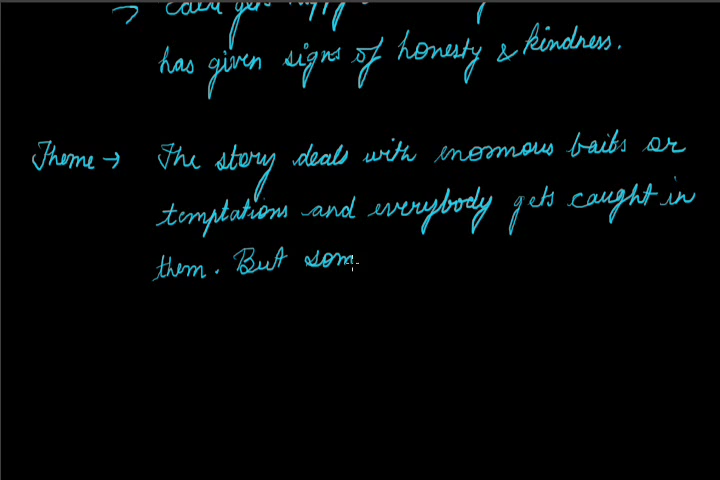 has given signs of honesty & kindness.
Theme → The story deals with enormous baits or
temptations and everybody gets caught in
them. But som